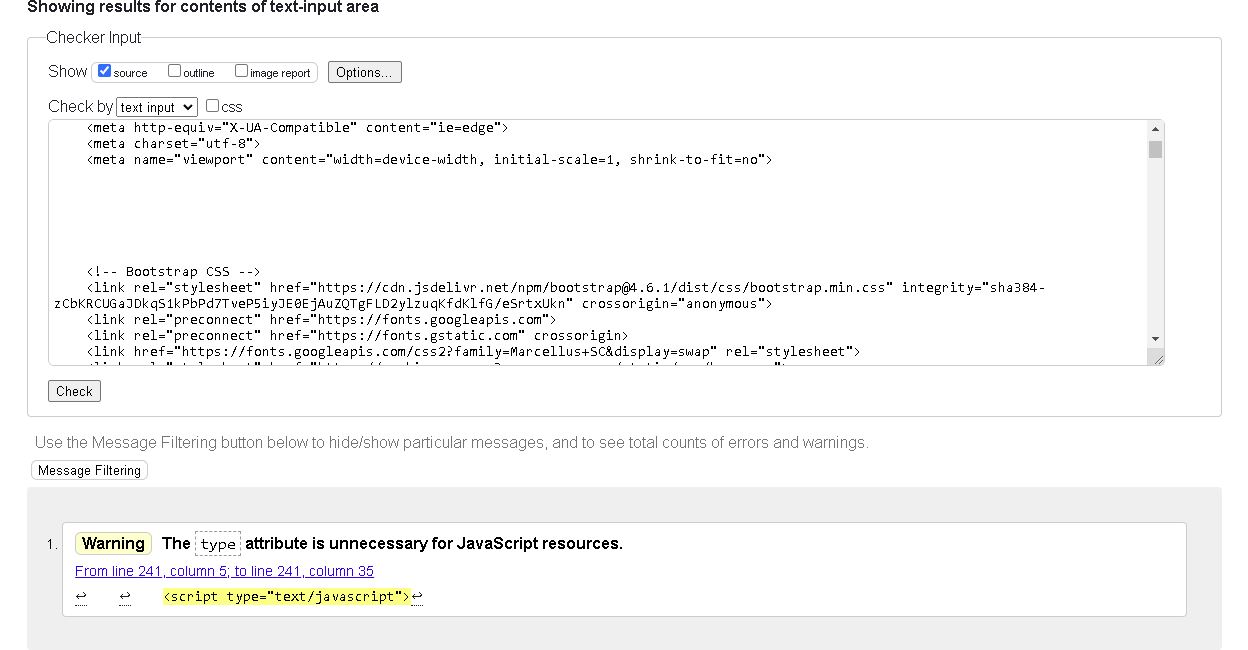 Showing results for contents of text-input area
Checker Input
Show source outline image report Options...
Check by text input css
<meta http-equiv="X-UA-Compatible" content="ie=edge">
<meta charset="utf-8">
<meta name="viewport" content="width=device-width, initial-scale=1, shrink-to-fit=no">
<!-- Bootstrap CSS -->
<link rel="stylesheet" href="https://cdn.jsdelivr.net/npm/bootstrap@4.6.1/dist/css/bootstrap.min.css" integrity="sha384-
zCbKRCUGaJDkqS1kPbPd7TveP5iyJE0EjAuZQTgFLD2ylzuqKfdKlfG/eSrtxUkn" crossorigin="anonymous">
<link rel="preconnect" href="https://fonts.googleapis.com">
<link rel="preconnect" href="https://fonts.gstatic.com" crossorigin>
<link href="https://fonts.googleapis.com/css2?family=Marcellus+SC&display=swap" rel="stylesheet">
Check
Use the Message Filtering button below to hide/show particular messages, and to see total counts of errors and warnings.
Message Filtering
1. Warning The type attribute is unnecessary for JavaScript resources.
From line 241, column 5; to line 241, column 35
↩ ↩ <script type="text/javascript">↩